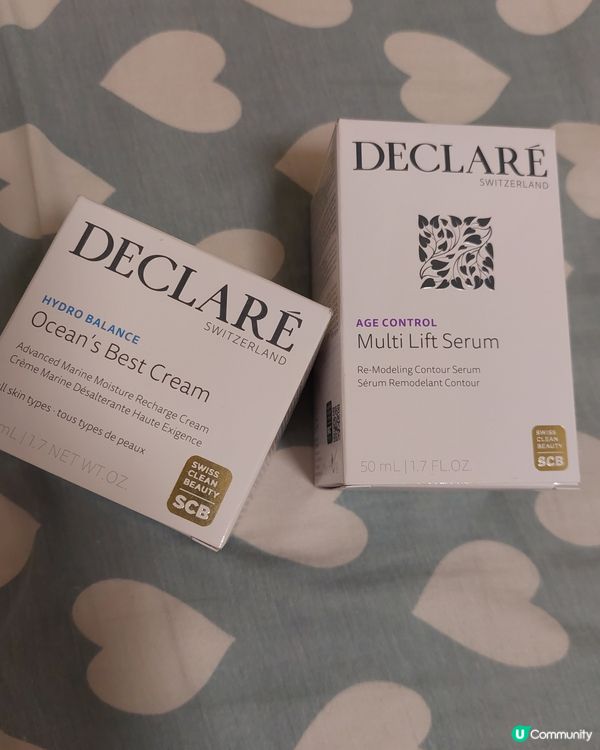 DECLARÉ
SWITZERLAND
HYDRO BALANCE
Ocean's Best Cream
Advanced Marine Moisture Recharge Cream
Crème Marine Désalterante Haute Exigence
all skin types · tous types de peaux
mL | 1.7 NET WT. OZ.
SWISS
CLEAN
BEAUTY
SCB
DECLARÉ
SWITZERLAND
AGE CONTROL
Multi Lift Serum
Re-Modeling Contour Serum
Sérum Remodelant Contour
50 mL | 1.7 FL.OZ.
SWISS
CLEAN
BEAUTY
SCB
U Community